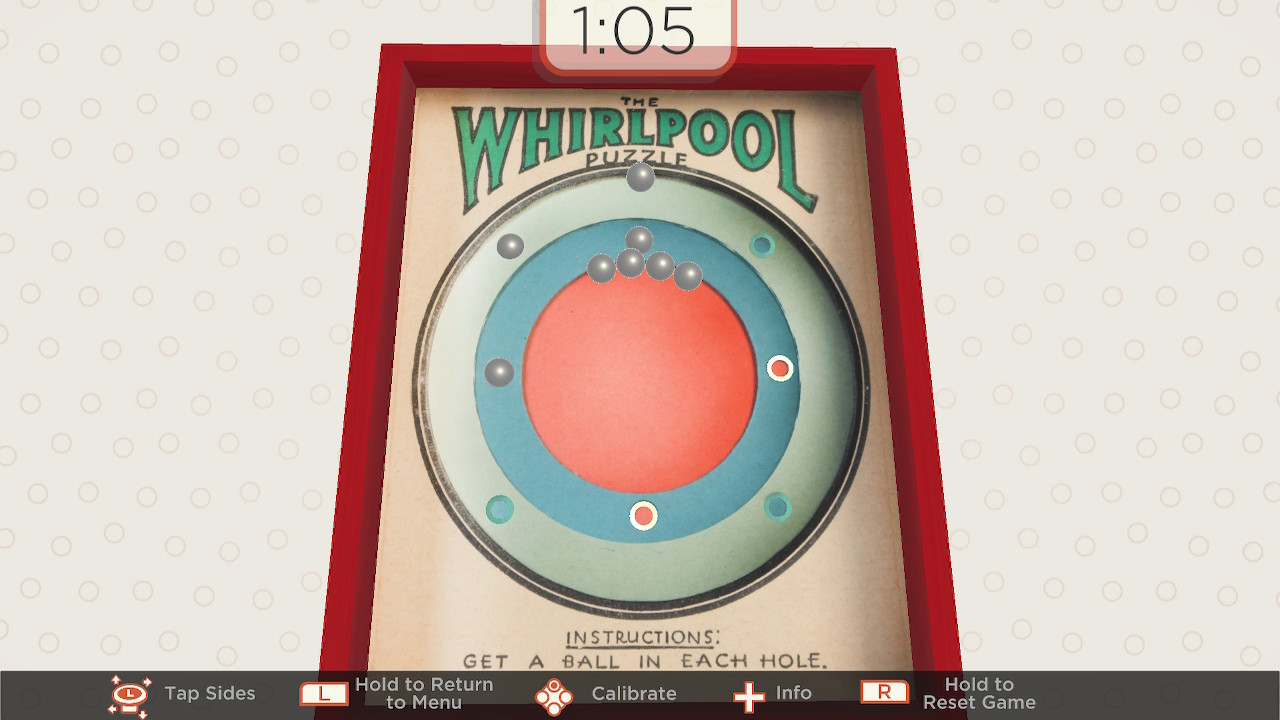 1:05
THE
WHIRLPOOL
PUZZLE
INSTRUCTIONS:
GET A BALL IN EACH HOLE.
L Tap Sides
L Hold to Return
to Menu
Calibrate
Info
R Hold to
Reset Game